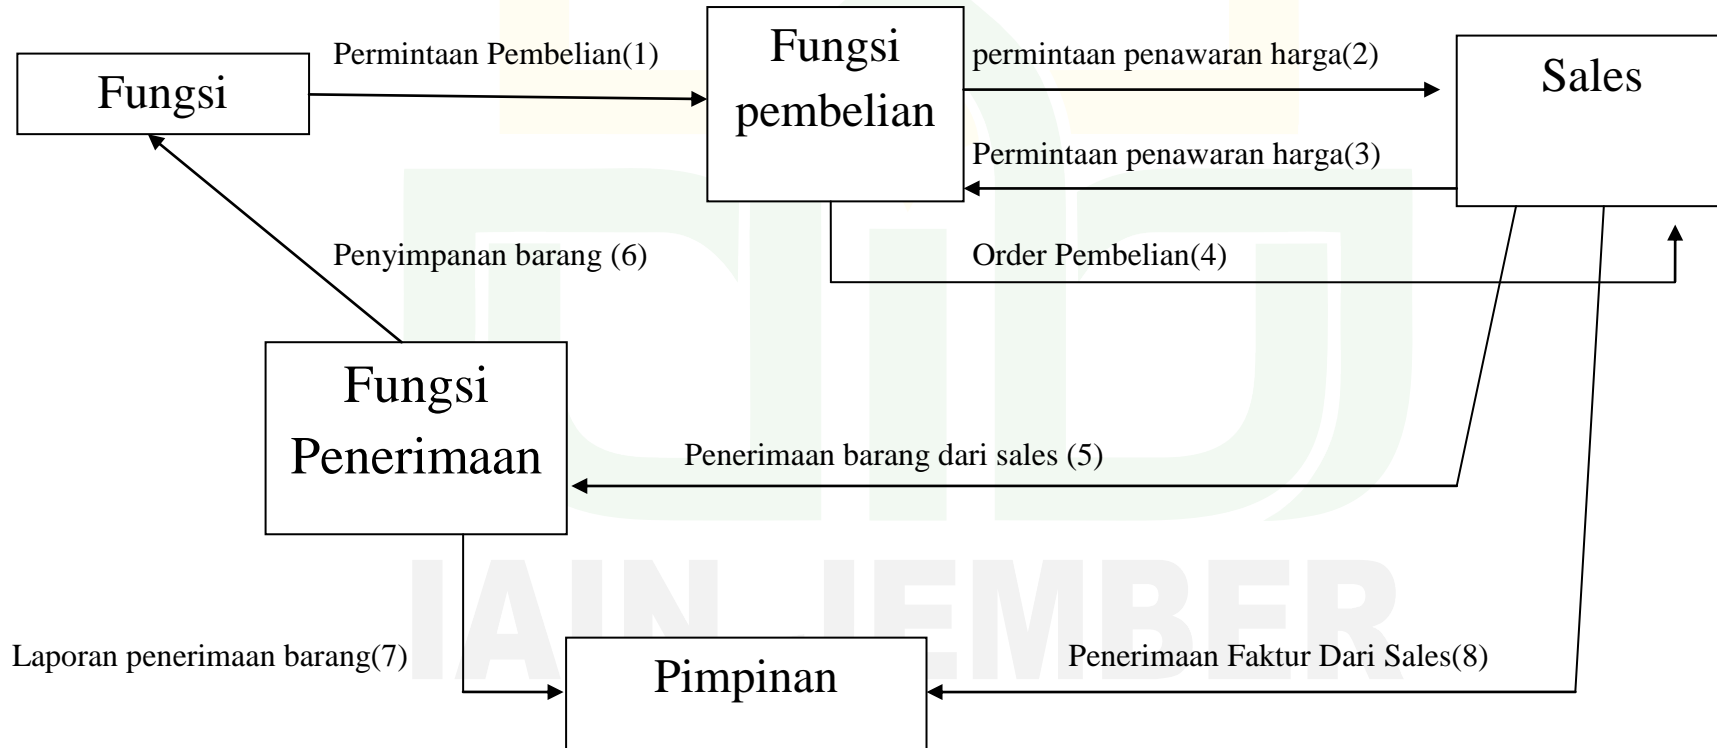 Permintaan Pembelian(1)
Fungsi
Fungsi
pembelian
permintaan penawaran harga(2)
Sales
Permintaan penawaran harga(3)
Penyimpanan barang (6)
Order Pembelian(4)
Fungsi
Penerimaan
Penerimaan barang dari sales (5)
IAIN JEMBER
Laporan penerimaan barang(7)
Pimpinan
Penerimaan Faktur Dari Sales(8)